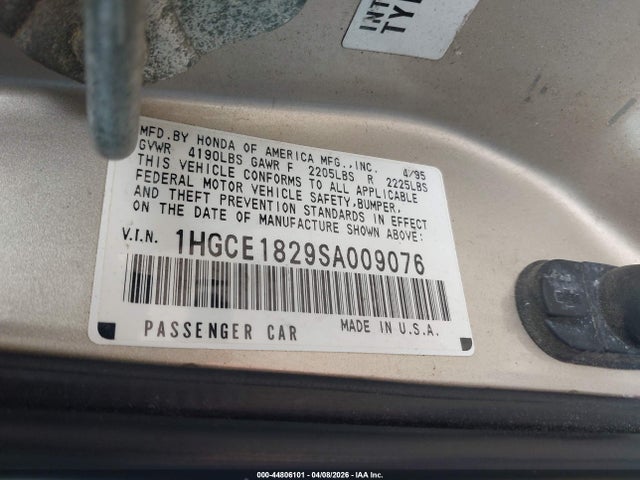 INT
TY
MFD.BY HONDA OF AMERICA MFG.,INC. 4/95
GVWR 4190LBS GAWR F 2205LBS R 2225LBS
THIS VEHICLE CONFORMS TO ALL APPLICABLE
FEDERAL MOTOR VEHICLE SAFETY,BUMPER,
AND THEFT PREVENTION STANDARDS IN EFFECT
ON THE DATE OF MANUFACTURE SHOWN ABOVE:
V.I.N. 1HGCE1829SA009076
PASSENGER CAR MADE IN U.S.A.
000-44806101 - 04/08/2026 - IAA Inc.